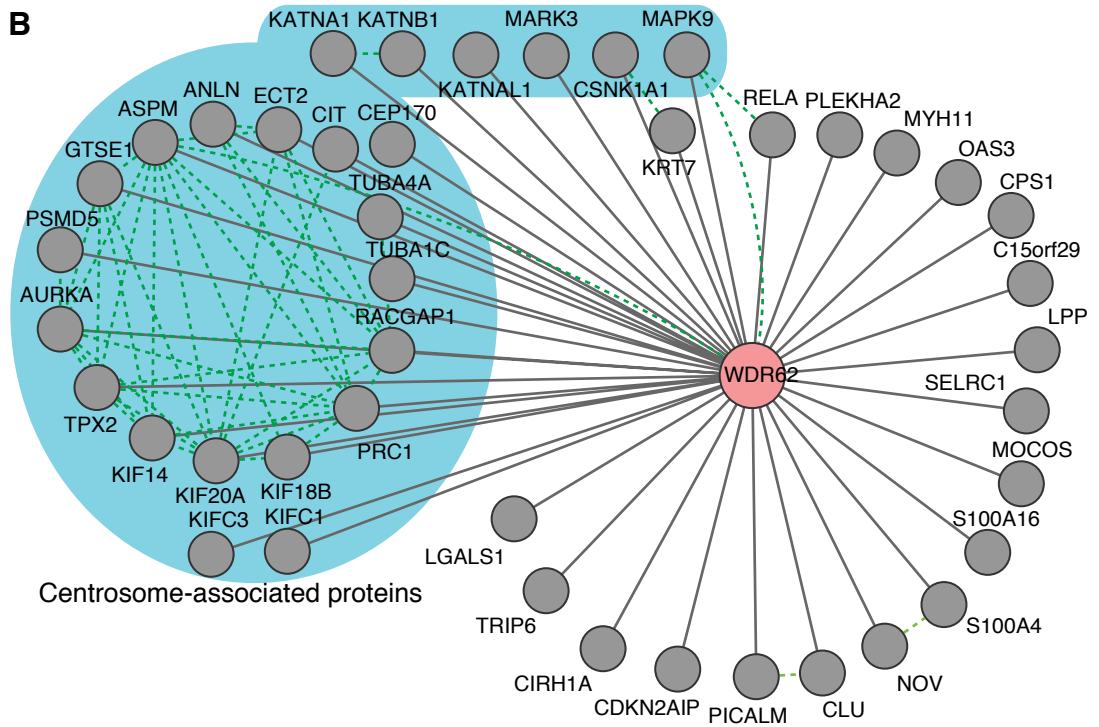 B
KATNA1 KATNB1
MARK3
MAPK9
KATNAL1
CSNK1A1
ANLN
ECT2
CIT
CEP170
ASPM
GTSE1
KRT7
RELA
PLEKHA2
MYH11
OAS3
CPS1
TUBA4A
PSMD5
TUBA1C
C15orf29
AURKA
RACGAP1
LPP
WDR62
SELRC1
TPX2
PRC1
MOCOS
KIF14
KIF20A
KIF18B
KIFC3
KIFC1
S100A16
LGALS1
Centrosome-associated proteins
TRIP6
S100A4
CIRH1A
CDKN2AIP
PICALM
CLU
NOV